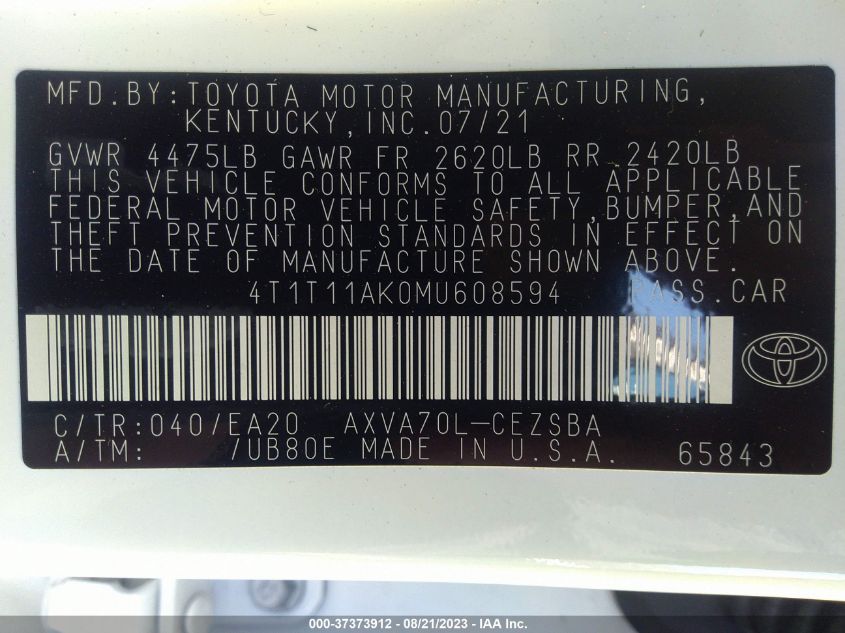 MFD.BY:TOYOTA MOTOR MANUFACTURING,
KENTUCKY,INC.07/21
GVWR 4475LB GAWR FR 2620LB RR 2420LB
THIS VEHICLE CONFORMS TO ALL APPLICABLE
FEDERAL MOTOR VEHICLE SAFETY,BUMPER,AND
THEFT PREVENTION STANDARDS IN EFFECT ON
THE DATE OF MANUFACTURE SHOWN ABOVE.
4T1T11AK0MU608594 PASS.CAR
C/TR:040/EA20 AXVA70L-CEZSBA
A/TM: /UB80E MADE IN U.S.A. 65843
000-37373912 - 08/21/2023 - IAA Inc.